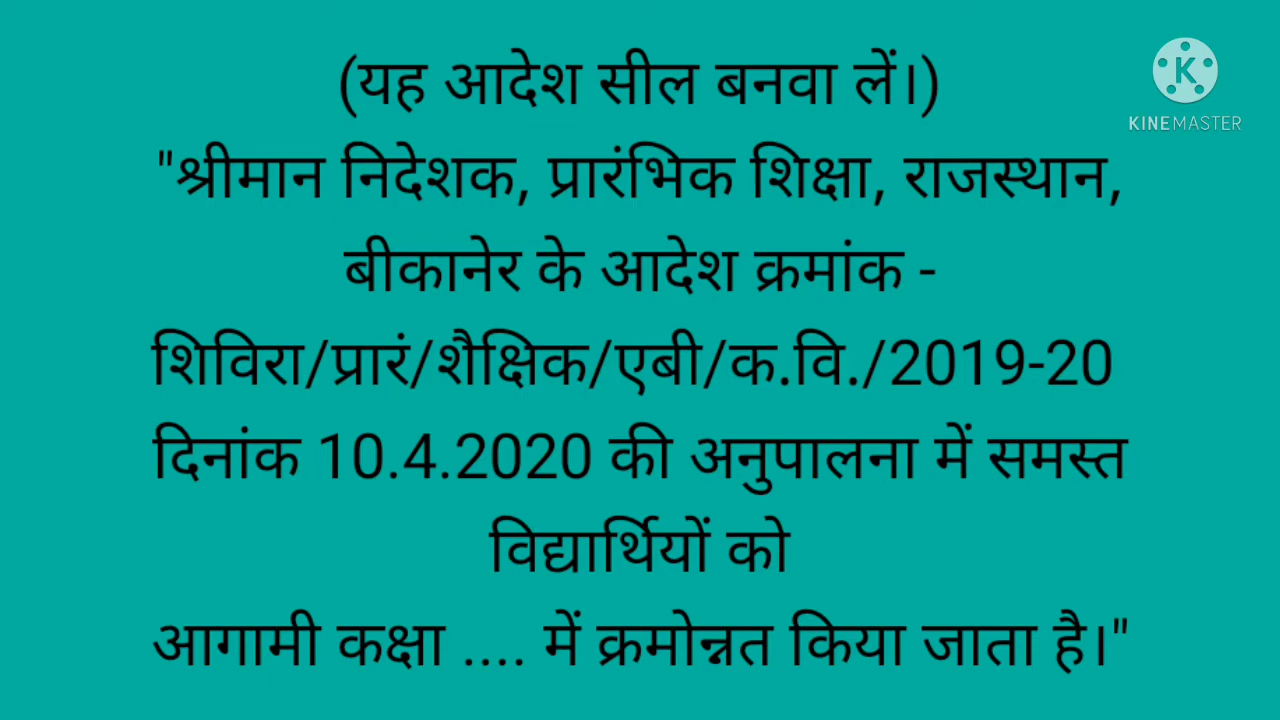 (यह आदेश सील बनवा लें।)
K
KINEMASTER
"श्रीमान निदेशक, प्रारंभिक शिक्षा, राजस्थान,
बीकानेर के आदेश क्रमांक -
शिविरा/प्रारं/शैक्षिक/एबी/क.वि./2019-20
दिनांक 10.4.2020 की अनुपालना में समस्त
विद्यार्थियों को
आगामी कक्षा .... में क्रमोन्नत किया जाता है।"